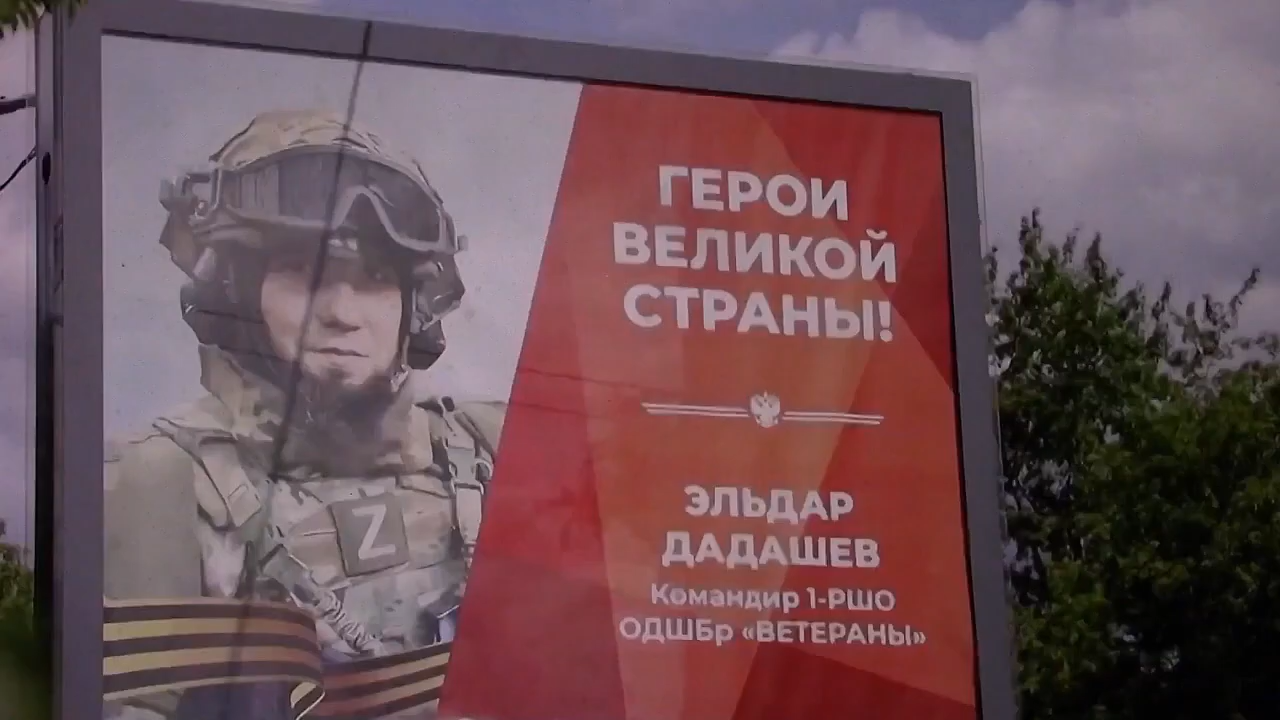 Z
ГЕРОИ
ВЕЛИКОЙ
СТРАНЫ!
ЭЛЬДАР
ДАДАШЕВ
Командир 1-РШО
ОДШБр «ВЕТЕРАНЫ»